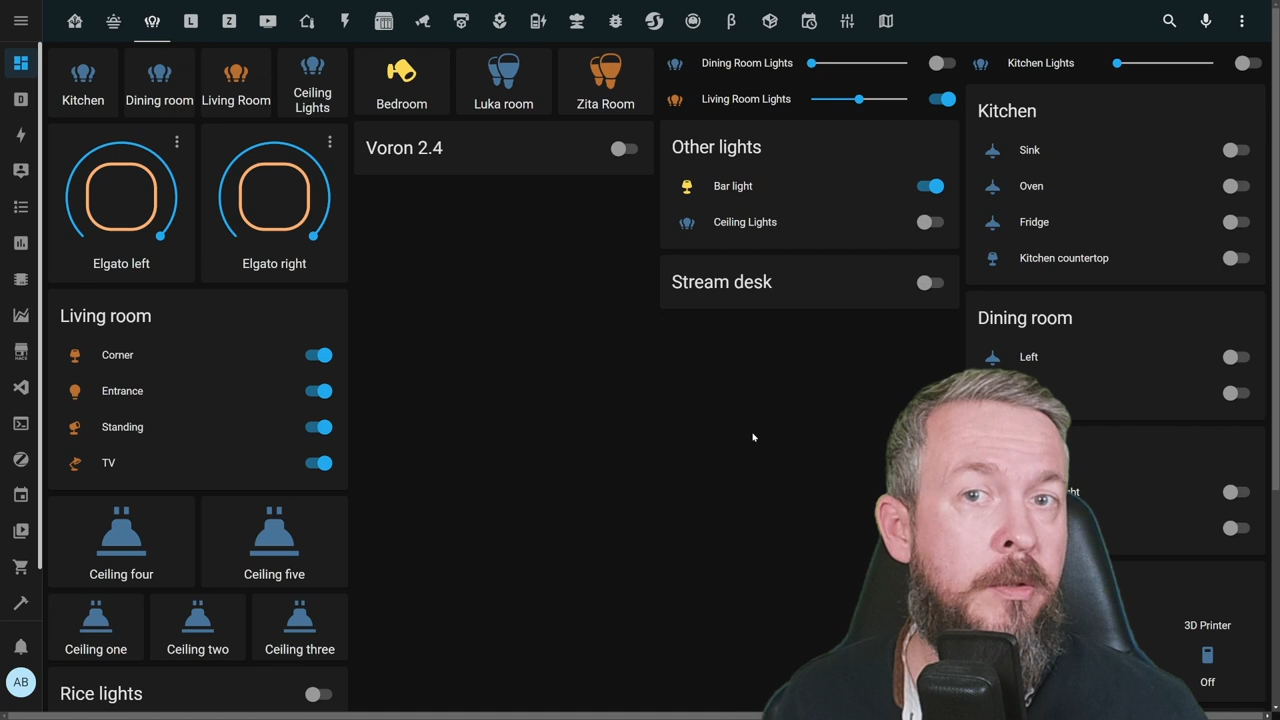 L
Z
β
D
HACS
AB
Kitchen
Dining room
Living Room
Ceiling
Lights
Elgato left
Elgato right
Living room
Corner
Entrance
Standing
TV
Ceiling four
Ceiling five
Ceiling one
Ceiling two
Ceiling three
Rice lights
Bedroom
Luka room
Zita Room
Voron 2.4
Dining Room Lights
Living Room Lights
Other lights
Bar light
Ceiling Lights
Stream desk
Kitchen Lights
Kitchen
Sink
Oven
Fridge
Kitchen countertop
Dining room
Left
3D Printer
Off